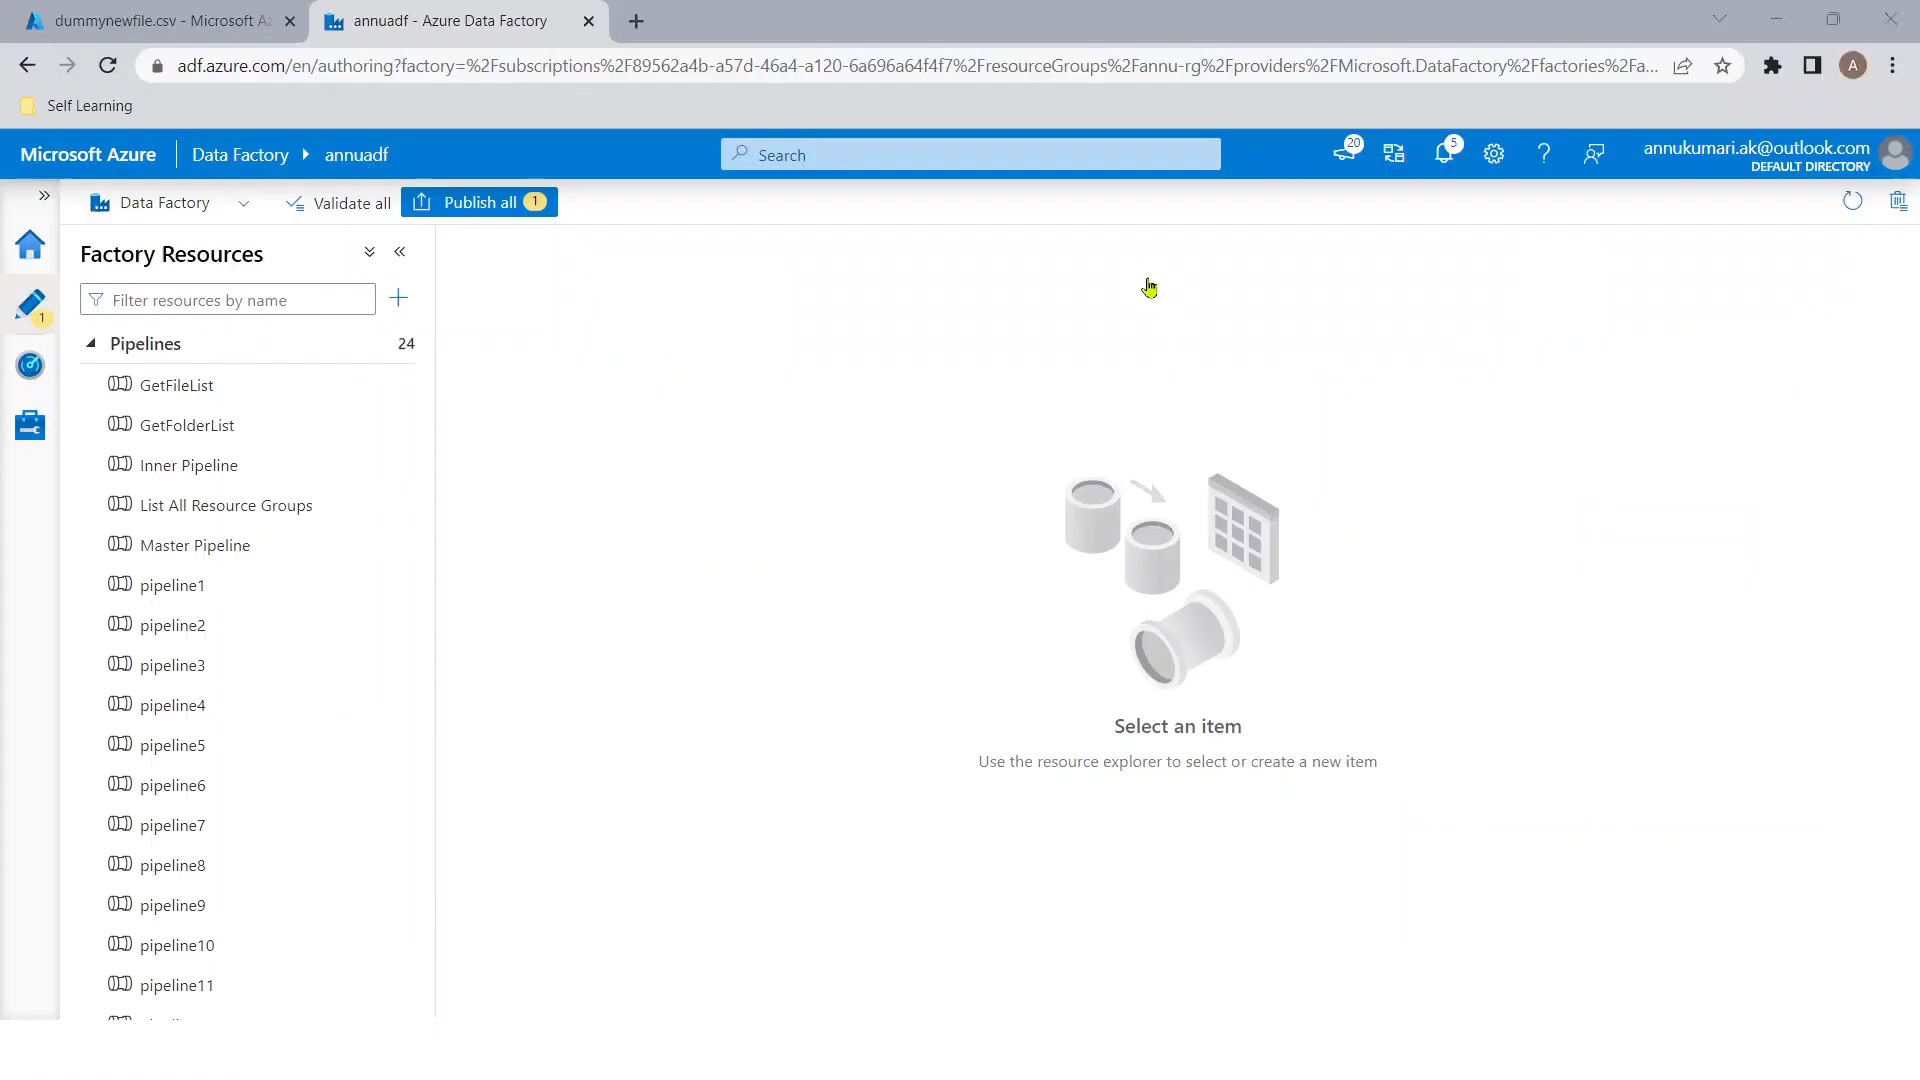 dummynewfile.csv - Microsoft Az
annuadf - Azure Data Factory
adf.azure.com/en/authoring?factory=%2Fsubscriptions%2F89562a4b-a57d-46a4-a120-6a696a64f4f7%2FresourceGroups%2Fannu-rg%2Fproviders%2FMicrosoft.DataFactory%2Ffactories%2Fa...
A
Self Learning
Microsoft Azure
Data Factory
annuadf
Search
20
5
?
annukumari.ak@outlook.com
DEFAULT DIRECTORY
Data Factory
Validate all
Publish all
1
Factory Resources
Filter resources by name
1
Pipelines
24
GetFileList
GetFolderList
Inner Pipeline
List All Resource Groups
Master Pipeline
pipeline1
pipeline2
pipeline3
pipeline4
pipeline5
pipeline6
pipeline7
pipeline8
pipeline9
pipeline10
pipeline11
Select an item
Use the resource explorer to select or create a new item